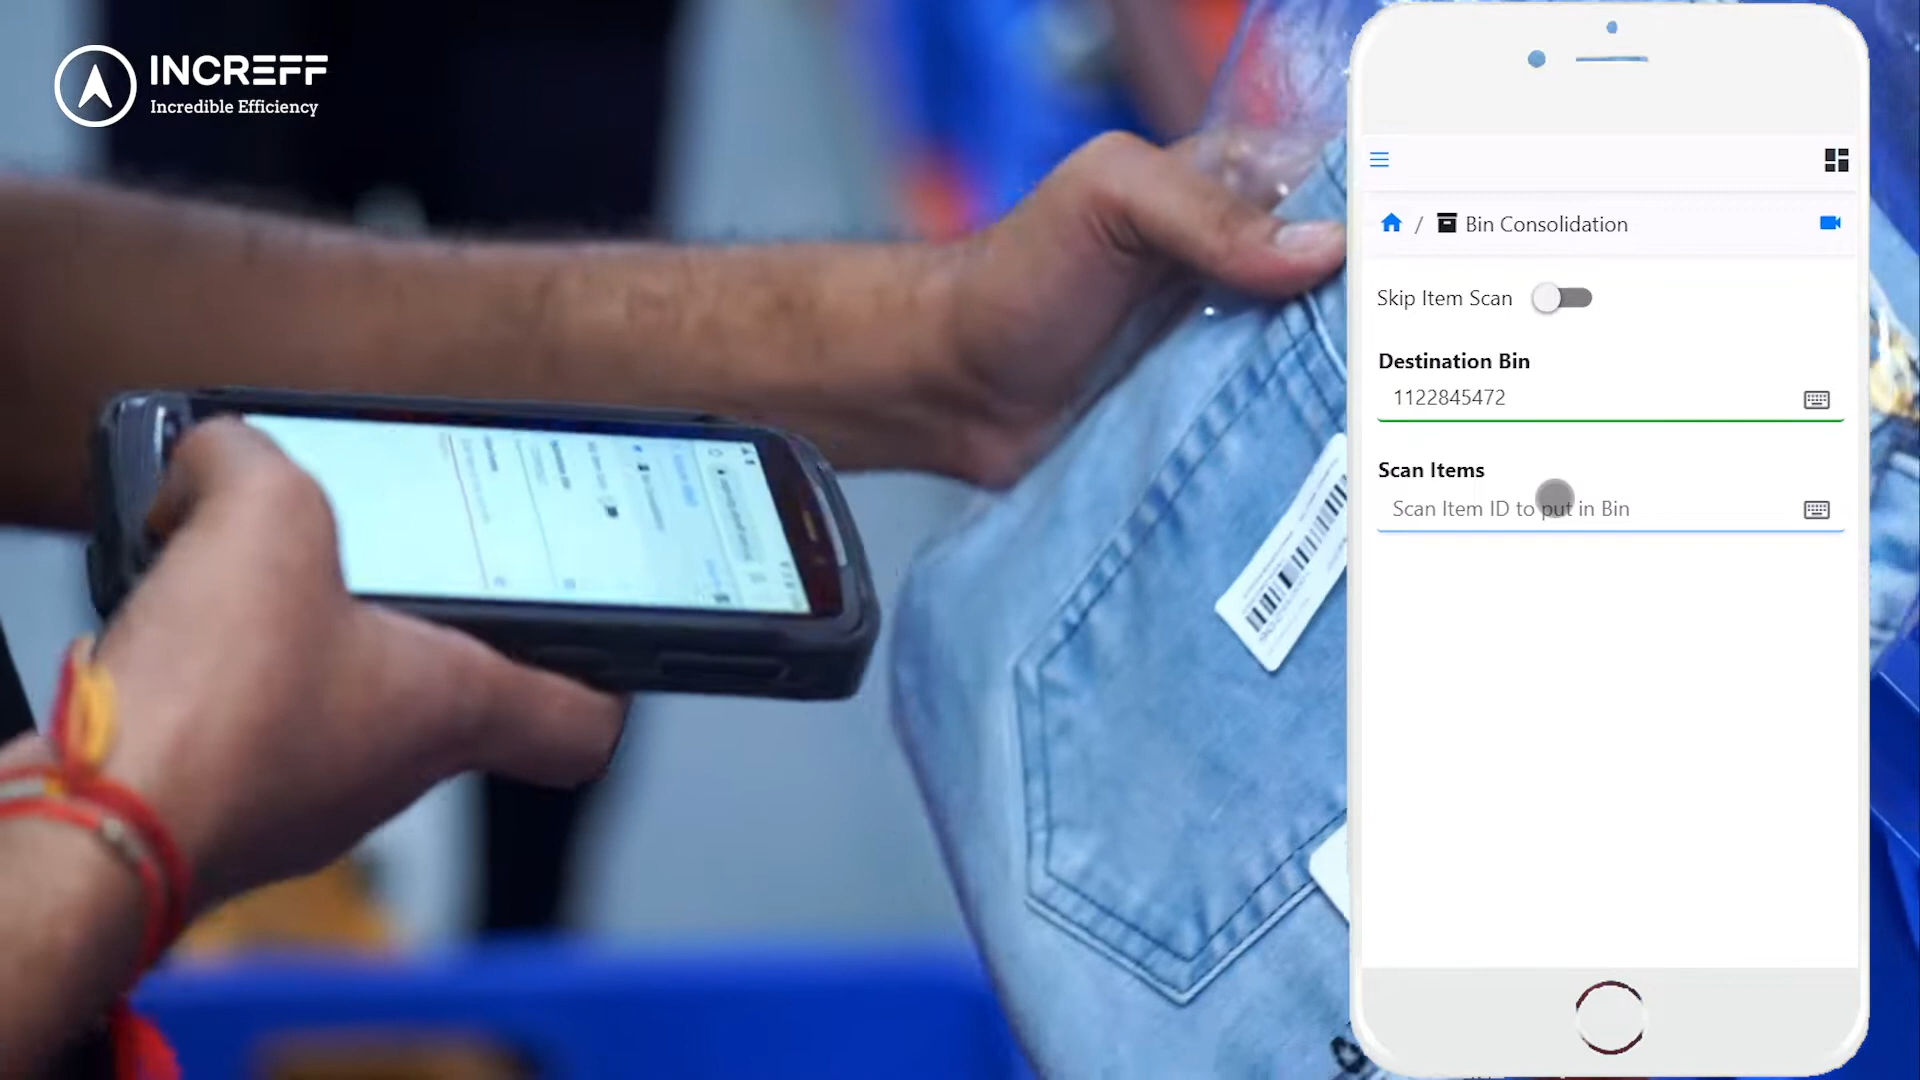 INCREFF
Incredible Efficiency
/ Bin Consolidation
Skip Item Scan
Destination Bin
1122845472
Scan Items
Scan Item ID to put in Bin